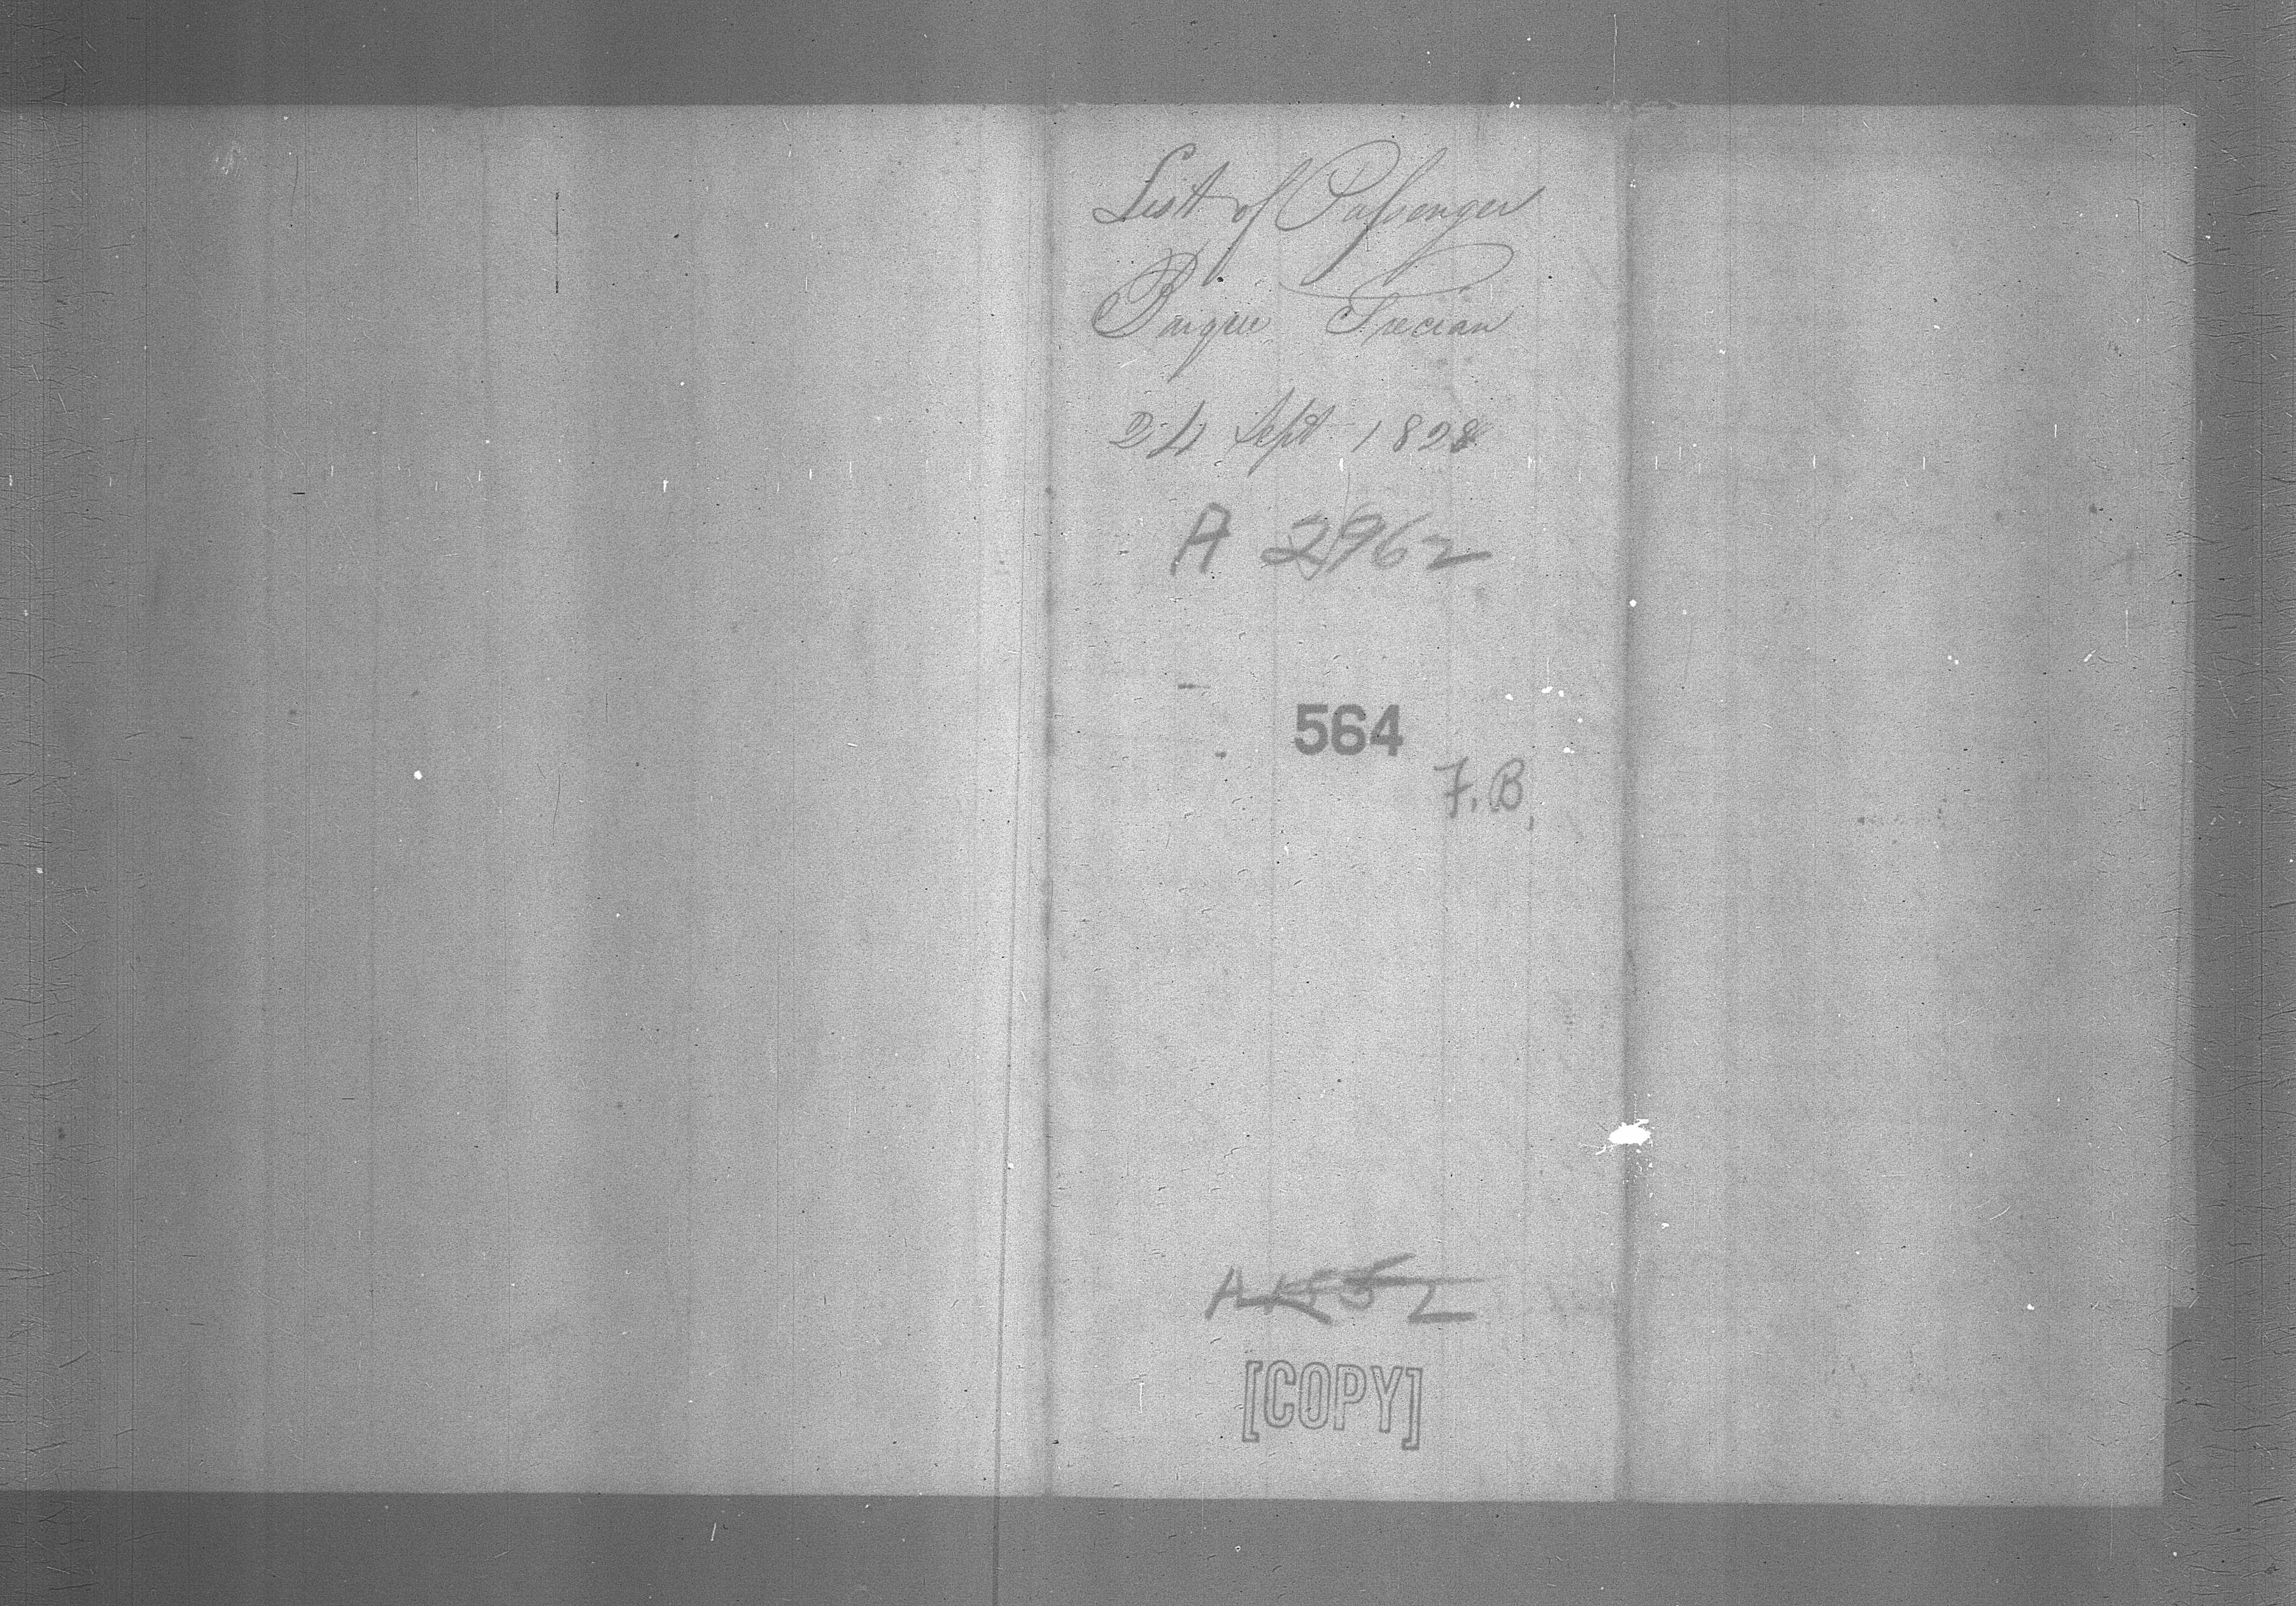 List of Passenger
Barque Grecian
24 Sept 1828
A 2962
564
F.B.
[COPY]